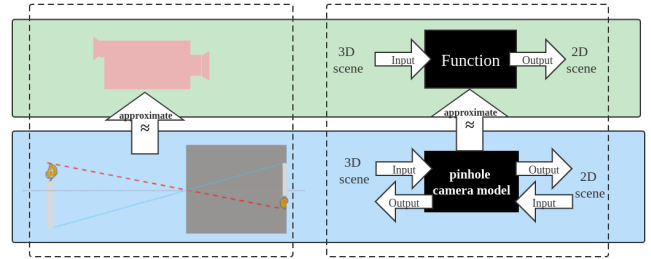 3D
scene
Input
Function
Output
2D
scene
approximate
≈
approximate
≈
3D
scene
Input
Output
pinhole
camera model
Output
Input
2D
scene